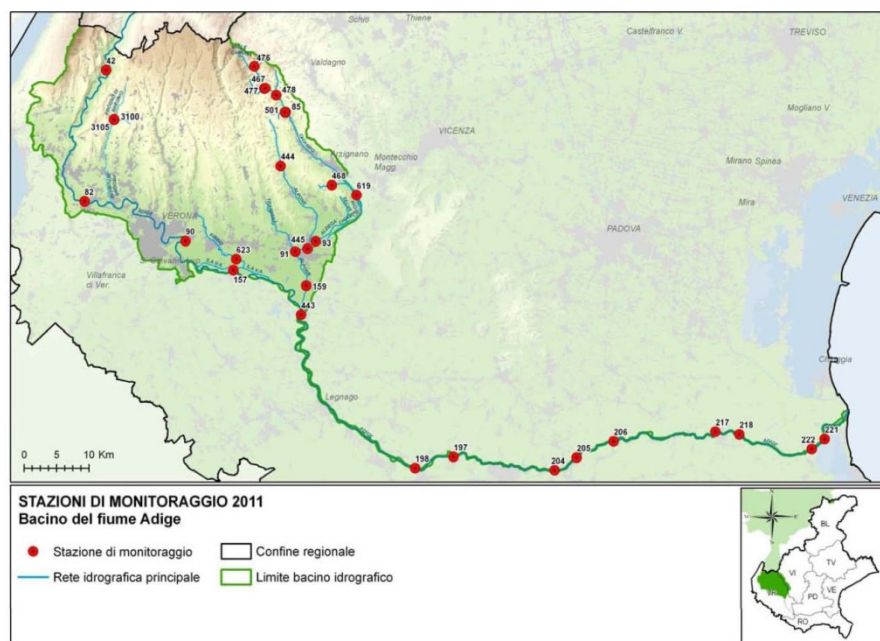 Schio
Thiene
Castelfranco V.
TREVISO
Valdagno
42
476
467
477
478
501
85
Mogliano V
3100
3105
VICENZA
Arzignano
Montecchio
Magg.
444
468
619
Mirano
Spinea
82
VERONA
Mira
VENEZIA
90
PADOVA
445
93
91
623
157
Villafranca
di Ver.
159
443
Chioggia
Legnago
0
5
10 Km
198
197
204
205
206
217
218
222
221
STAZIONI DI MONITORAGGIO 2011
Bacino del fiume Adige
Stazione di monitoraggio
Confine regionale
Rete idrografica principale
Limite bacino idrografico
BL
VI
TV
VR
PD
VE
RO